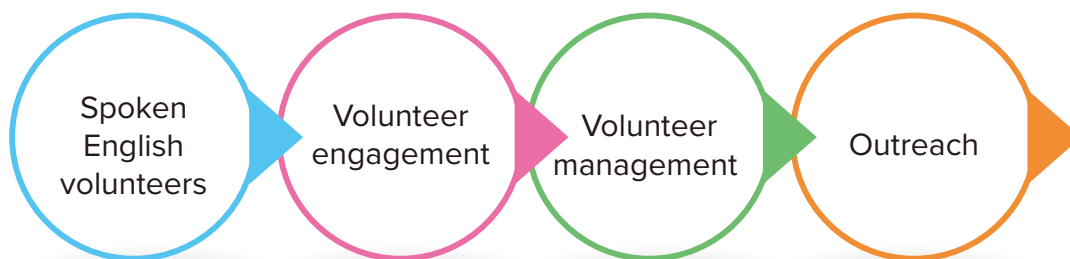 Spoken
English
volunteers
Volunteer
engagement
Volunteer
management
Outreach